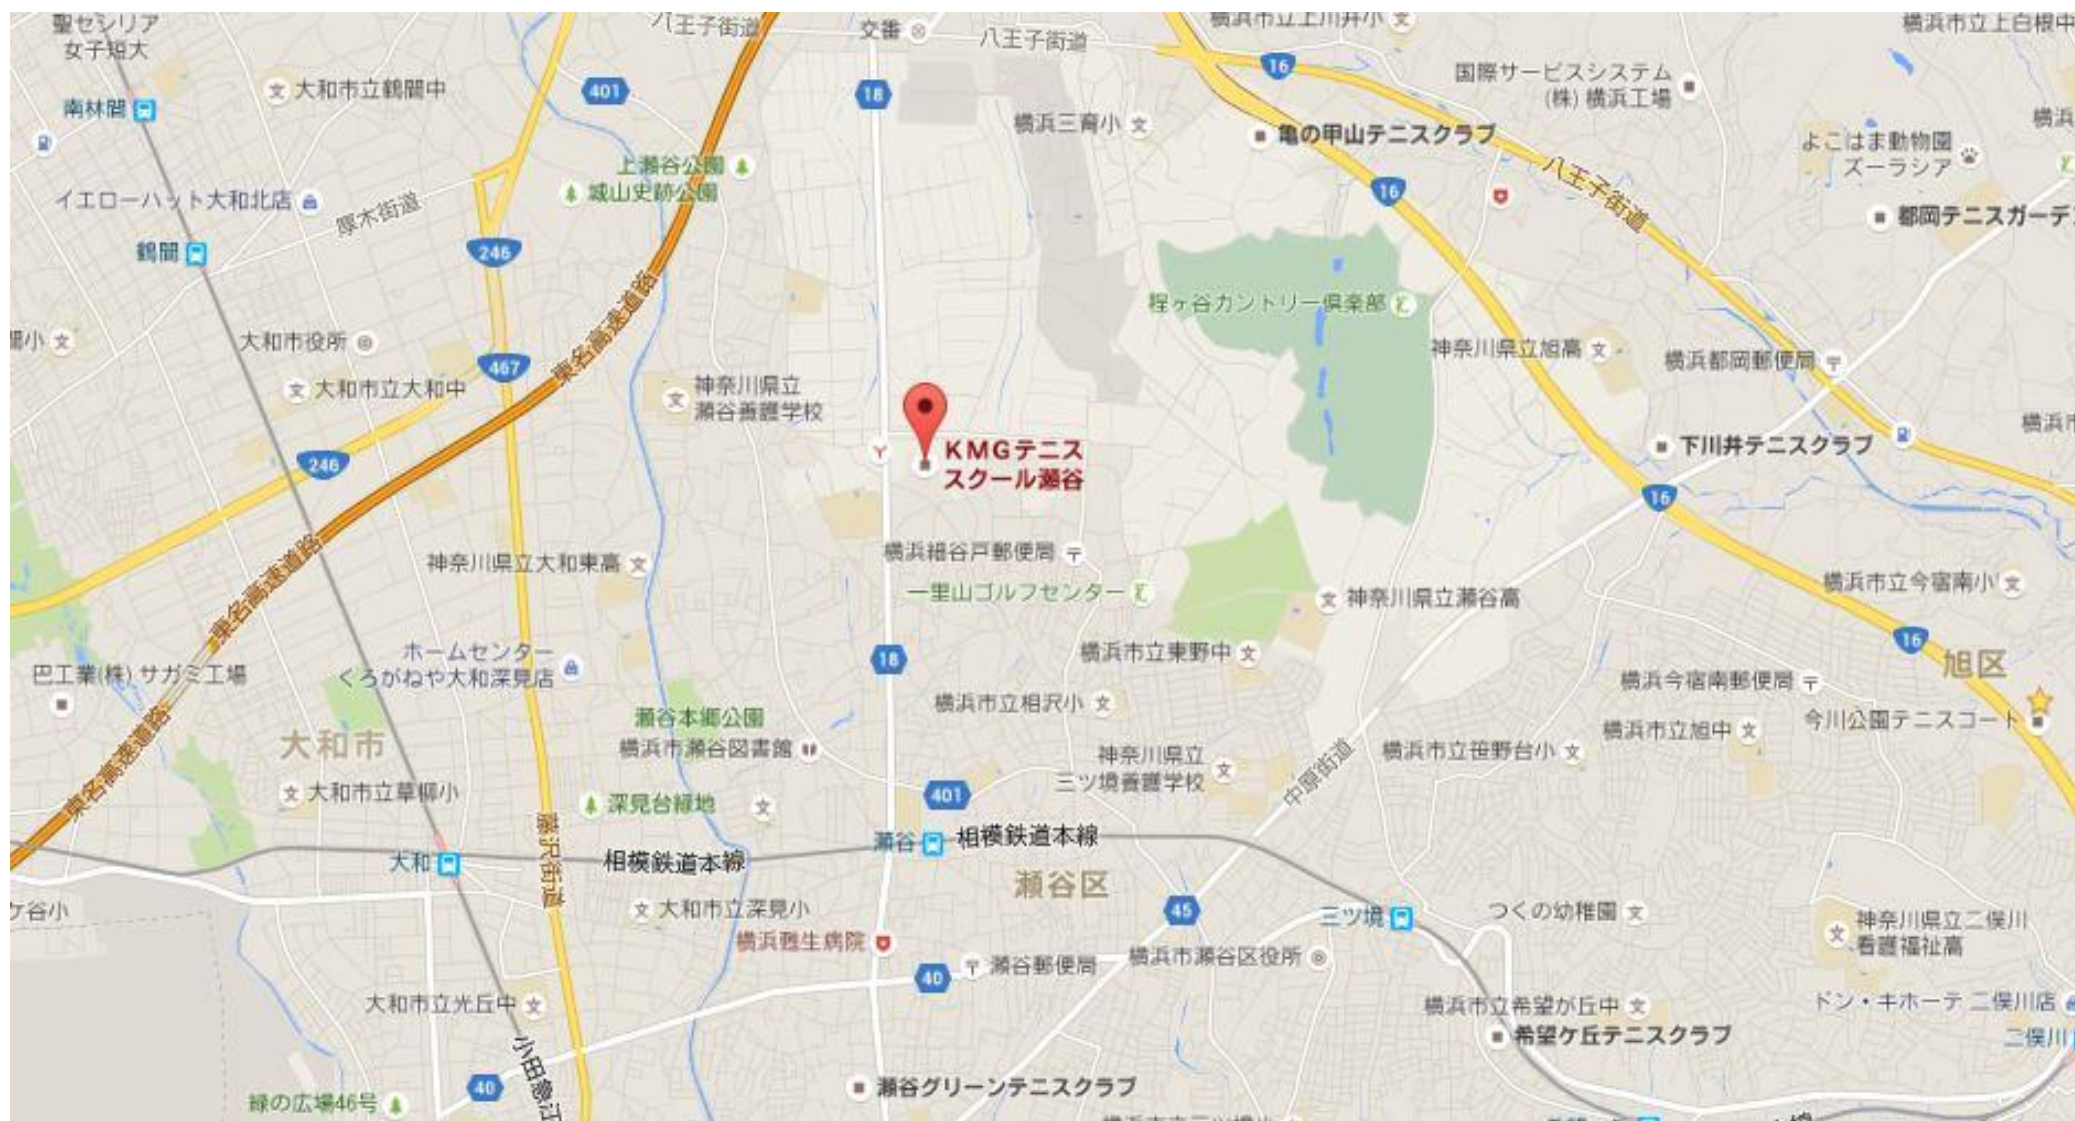 聖セシリア
女子短大
八王子街道
交番
八王子街道
横浜市立上川井小
横浜市立上白根中
16
国際サービスシステム
(株) 横浜工場
大和市立鶴間中
401
18
南林間
横浜三育小
亀の甲山テニスクラブ
横浜
よこはま動物園
ズーラシア
上瀬谷公園
城山史跡公園
八王子街道
16
イエローハット大和北店
厚木街道
都岡テニスガーデン
鶴間
246
東名高速道路
程ヶ谷カントリー倶楽部
大和市役所
神奈川県立旭高
横浜都岡郵便局
467
大和市立大和中
神奈川県立
瀬谷養護学校
KMGテニス
スクール瀬谷
下川井テニスクラブ
246
16
東名高速道路
横浜細谷戸郵便局
神奈川県立大和東高
一里山ゴルフセンター
神奈川県立瀬谷高
横浜市立今宿南小
16
ホームセンター
くろがねや大和深見店
18
横浜市立東野中
旭区
巴工業(株) サガミ工場
横浜今宿南郵便局
横浜市立相沢小
瀬谷本郷公園
今川公園テニスコート
横浜市立旭中
大和市
横浜市瀬谷図書館
神奈川県立
三ツ境養護学校
横浜市立笹野台小
中原街道
東名高速道路
大和市立草柳小
深見台緑地
401
藤沢街道
瀬谷
相模鉄道本線
大和
相模鉄道本線
瀬谷区
ケ谷小
大和市立深見小
45
三ツ境
つくの幼稚園
神奈川県立二俣川
看護福祉高
横浜甦生病院
瀬谷郵便局
横浜市瀬谷区役所
40
大和市立光丘中
横浜市立希望が丘中
ドン・キホーテ 二俣川店
希望ケ丘テニスクラブ
二俣川
小田急江
40
瀬谷グリーンテニスクラブ
緑の広場46号